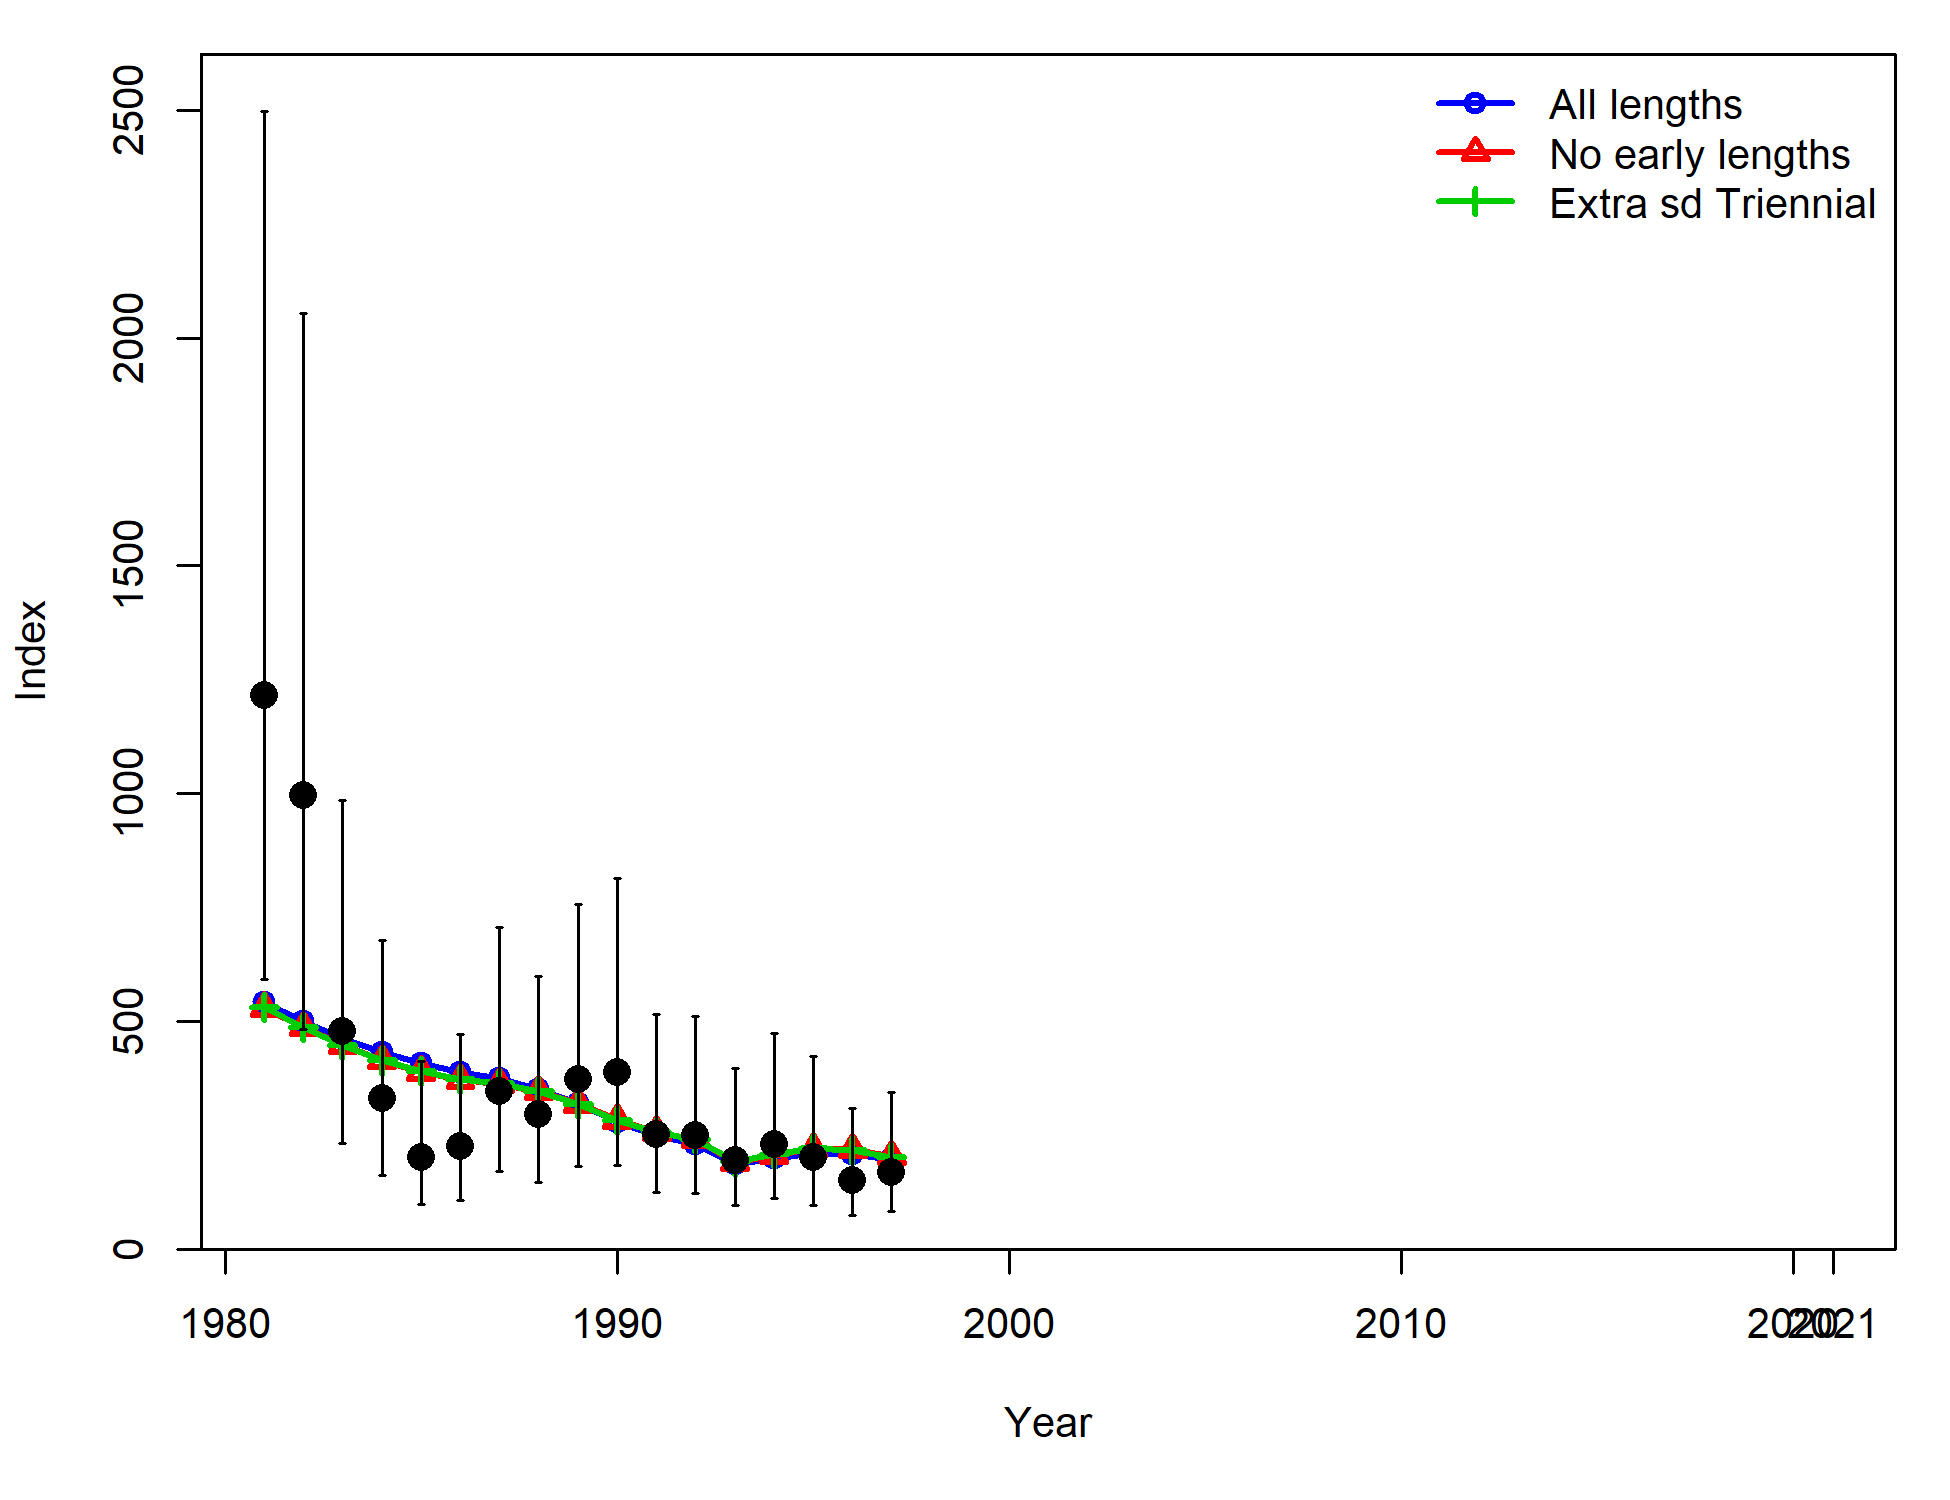 All lengths
No early lengths
Extra sd Triennial
2500
2000
1500
1000
500
0
Index
1980 1990 2000 2010 2020 2021
Year